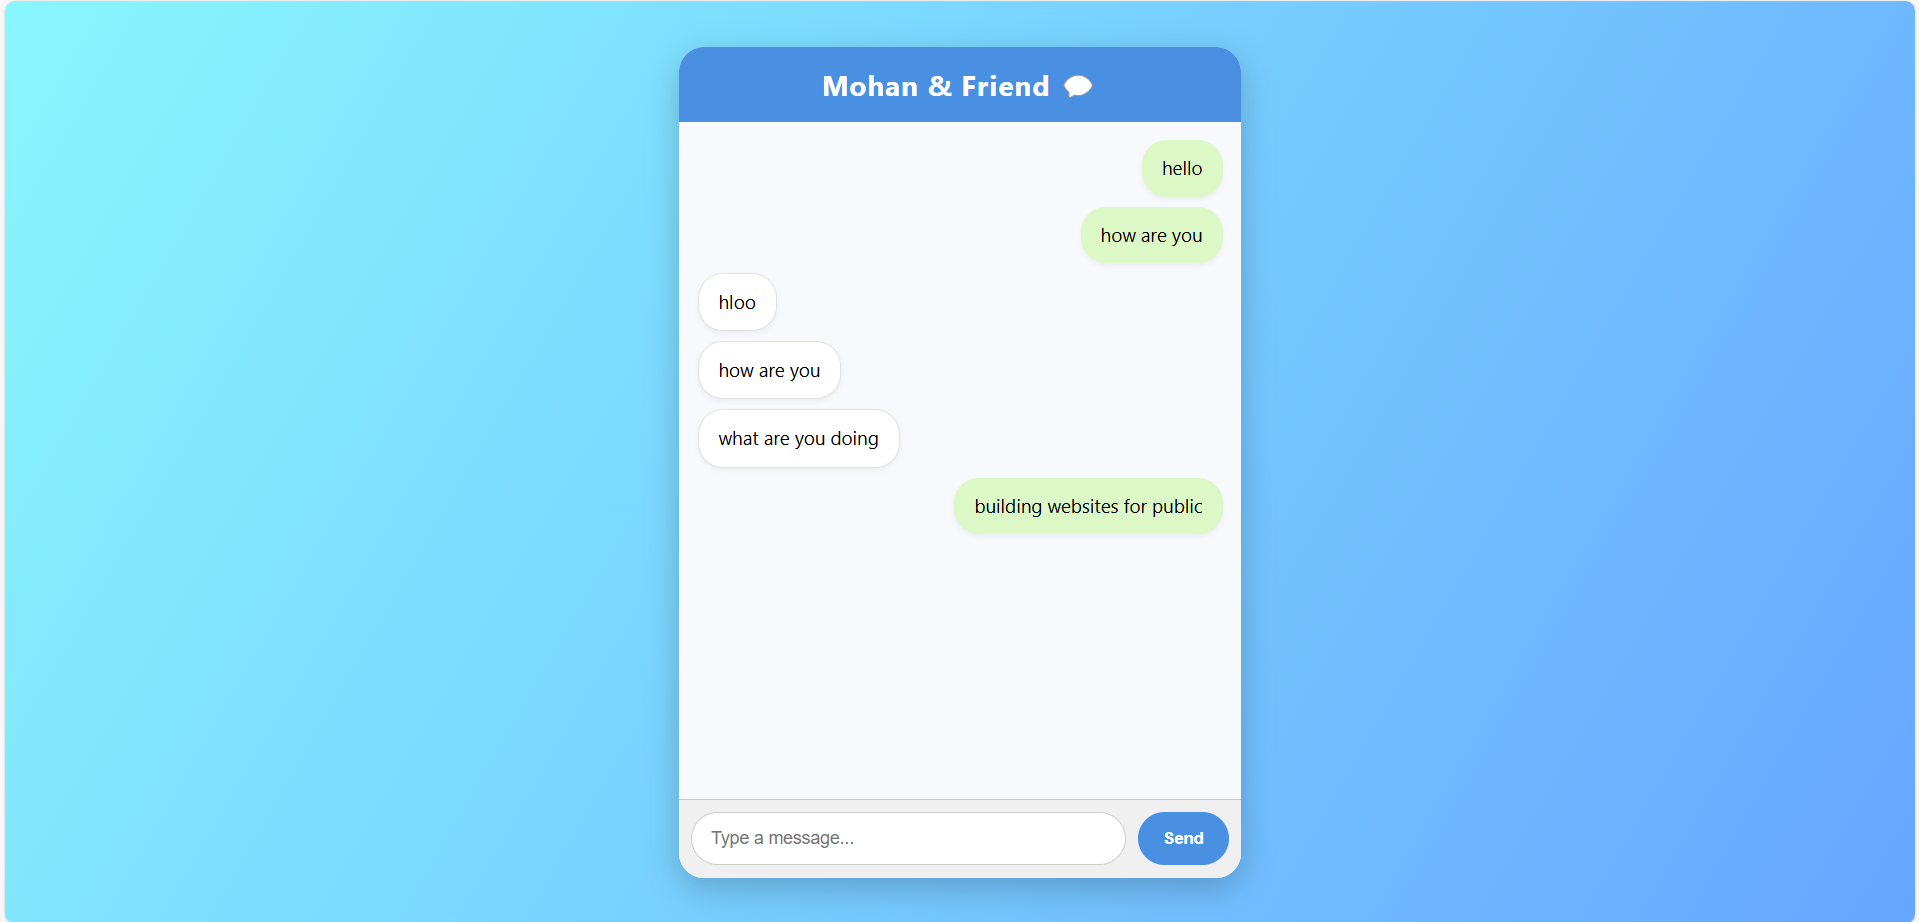 Mohan & Friend 💬
hello
how are you
hloo
how are you
what are you doing
building websites for public
Type a message...
Send